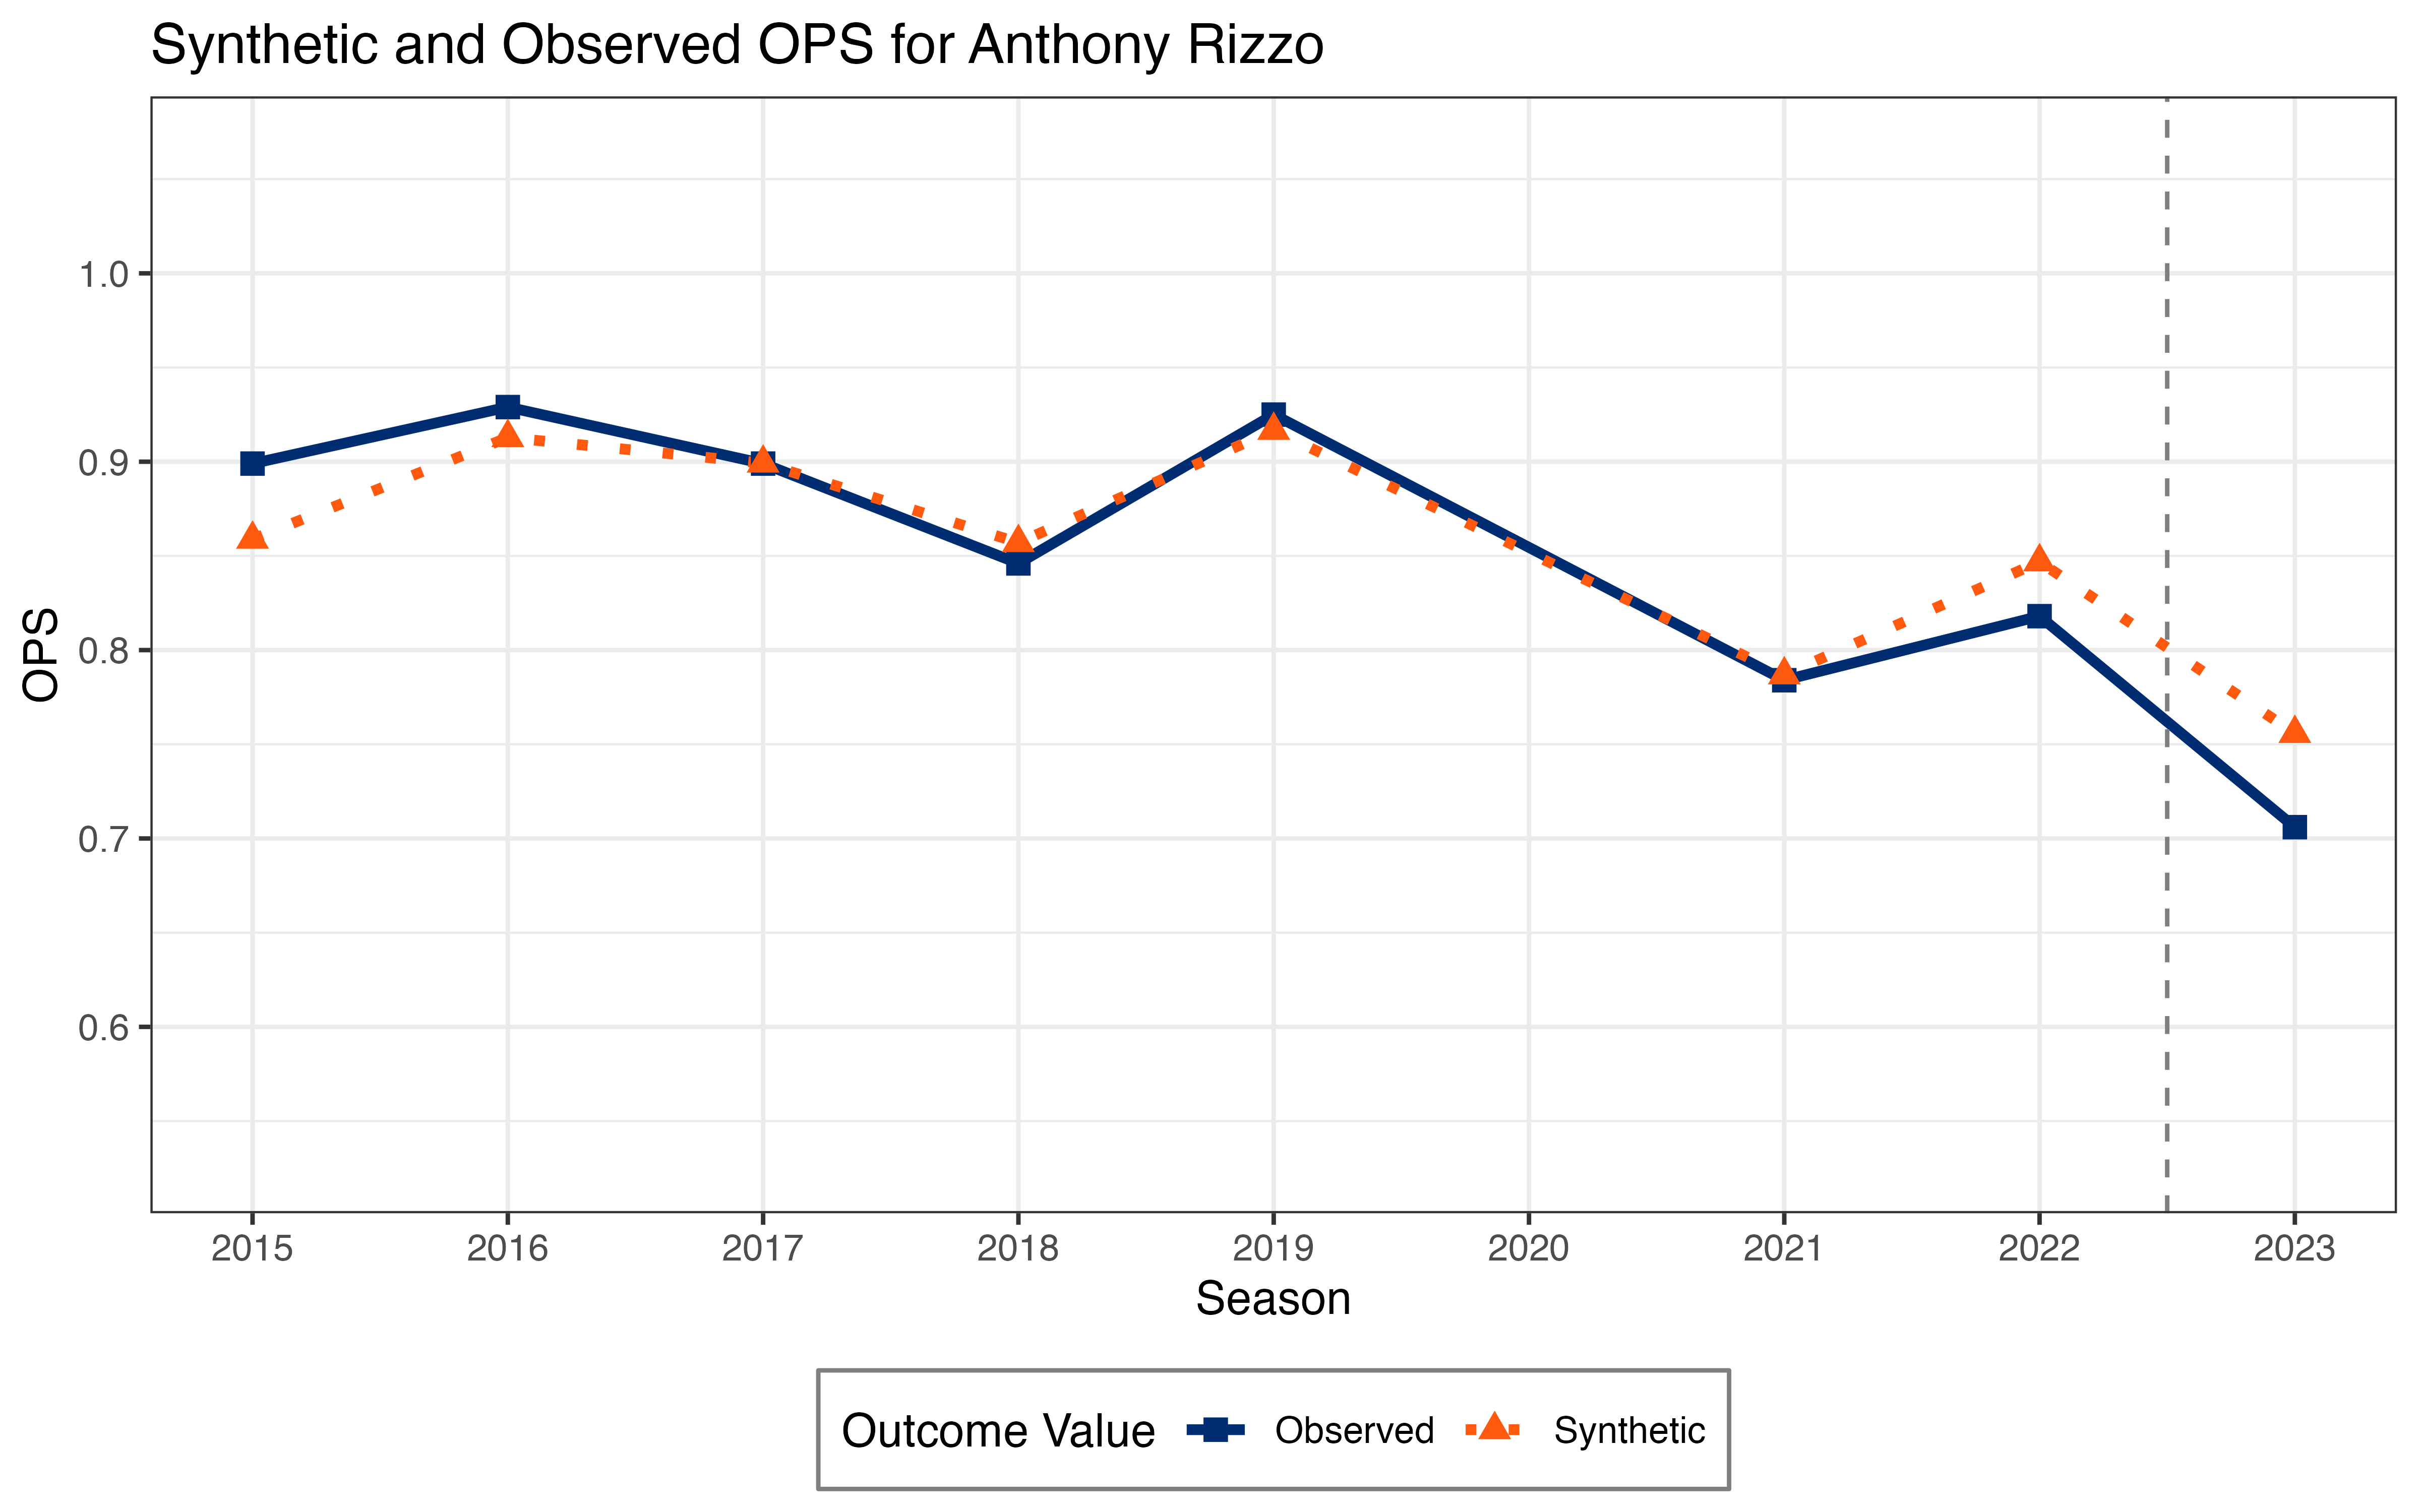 Synthetic and Observed OPS for Anthony Rizzo
OPS
1.0
0.9
0.8
0.7
0.6
2015 2016 2017 2018 2019 2020 2021 2022 2023
Season
Outcome Value Observed Synthetic